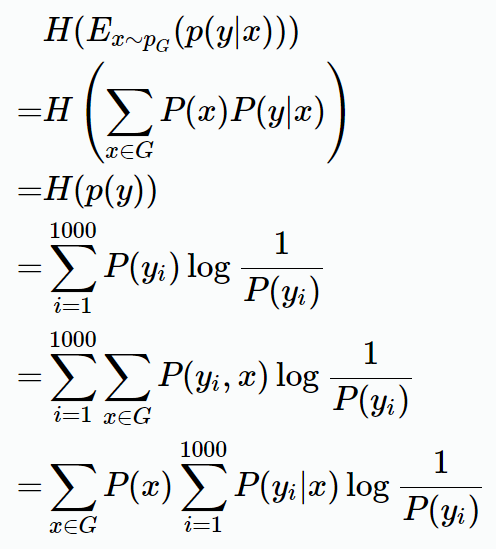 H(E_{x∼p_G}(p(y|x)))
=H(∑_{x∈G} P(x)P(y|x))
=H(p(y))
=∑_{i=1}^{1000} P(y_i) log 1/P(y_i)
=∑_{i=1}^{1000} ∑_{x∈G} P(y_i, x) log 1/P(y_i)
=∑_{x∈G} P(x) ∑_{i=1}^{1000} P(y_i|x) log 1/P(y_i)